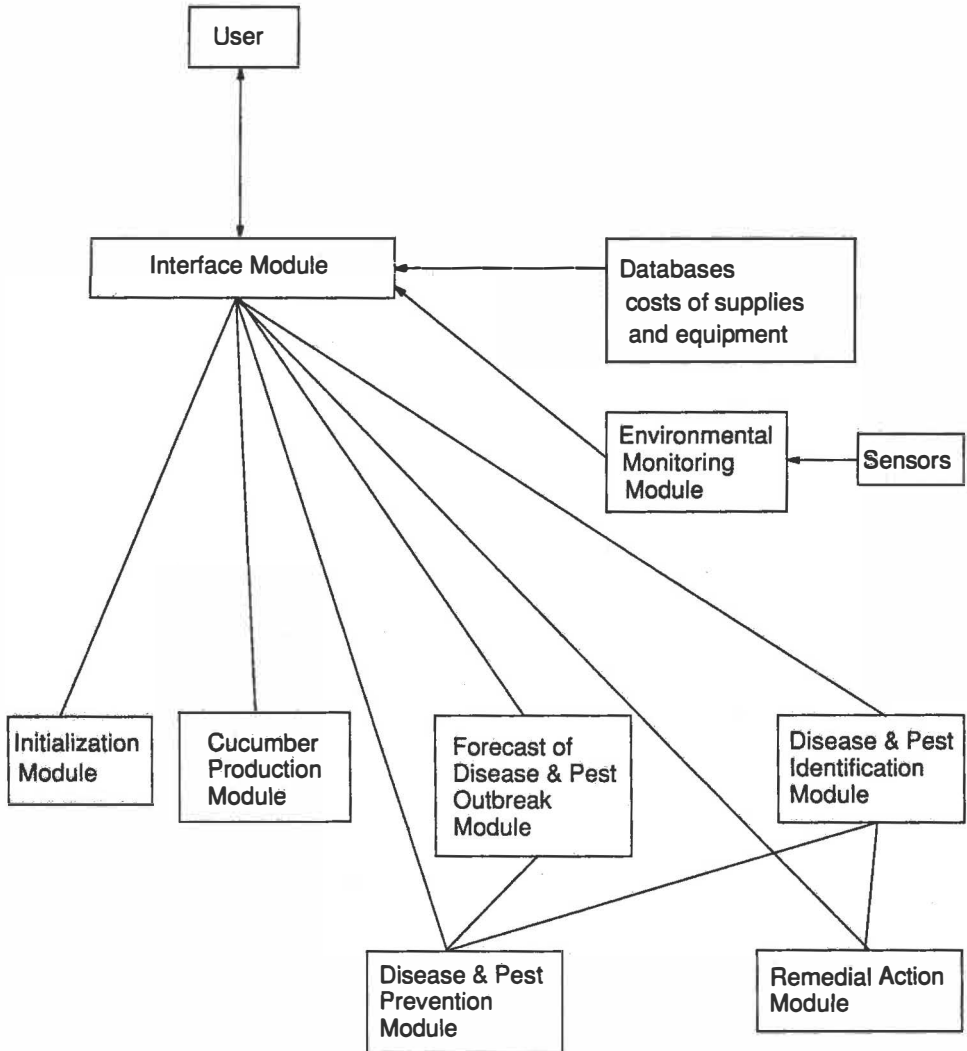 User
Interface Module
Databases
costs of supplies
and equipment
Environmental
Monitoring
Module
Sensors
Initialization
Module
Cucumber
Production
Module
Forecast of
Disease & Pest
Outbreak
Module
Disease & Pest
Identification
Module
Disease & Pest
Prevention
Module
Remedial Action
Module